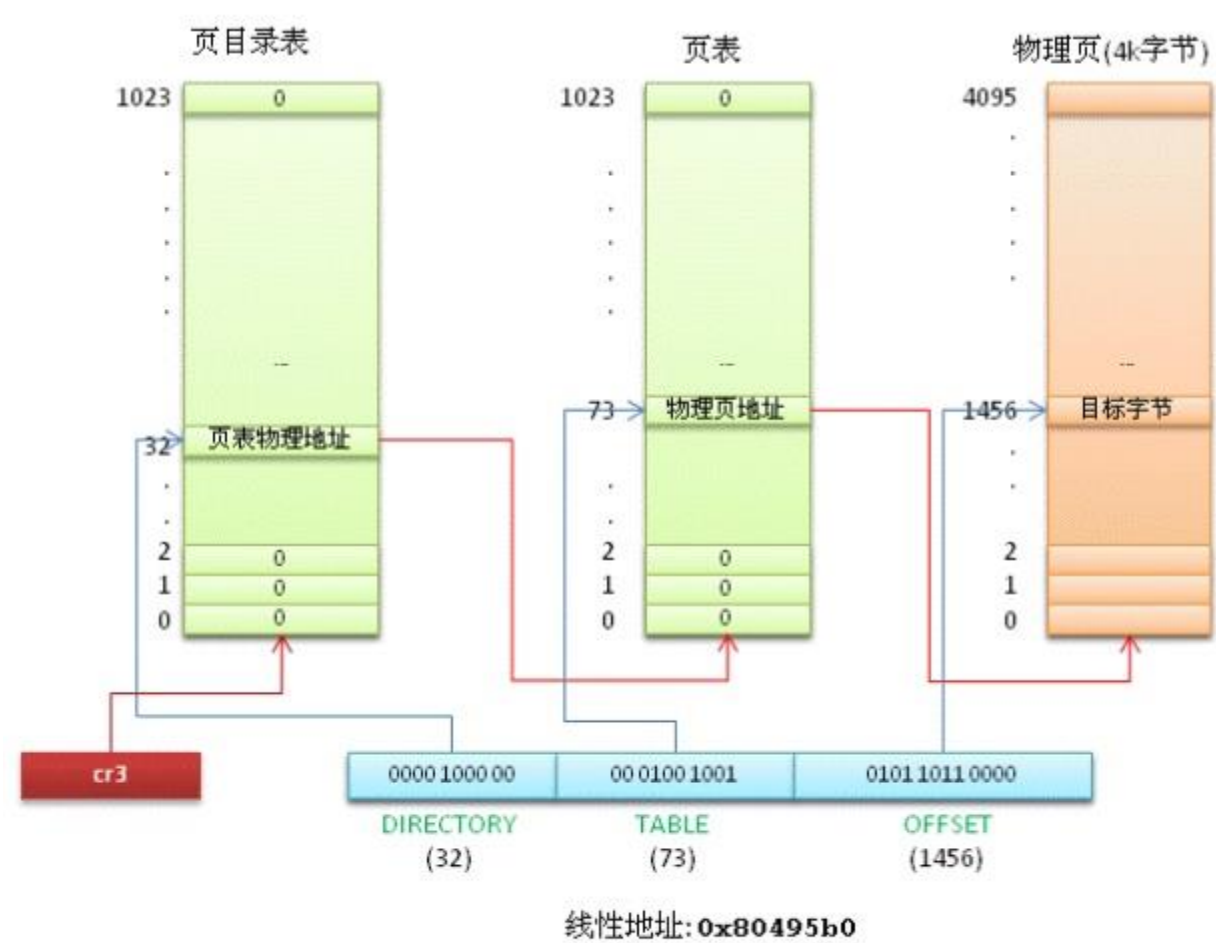 页目录表
页表
物理页(4k字节)
1023
0
1023
0
4095
...
...
...
32
页表物理地址
73
物理页地址
1456
目标字节
2
0
2
0
2
1
0
1
0
1
0
0
0
0
0
cr3
0000 1000 00
00 0100 1001
0101 1011 0000
DIRECTORY
TABLE
OFFSET
(32)
(73)
(1456)
线性地址: 0x80495b0